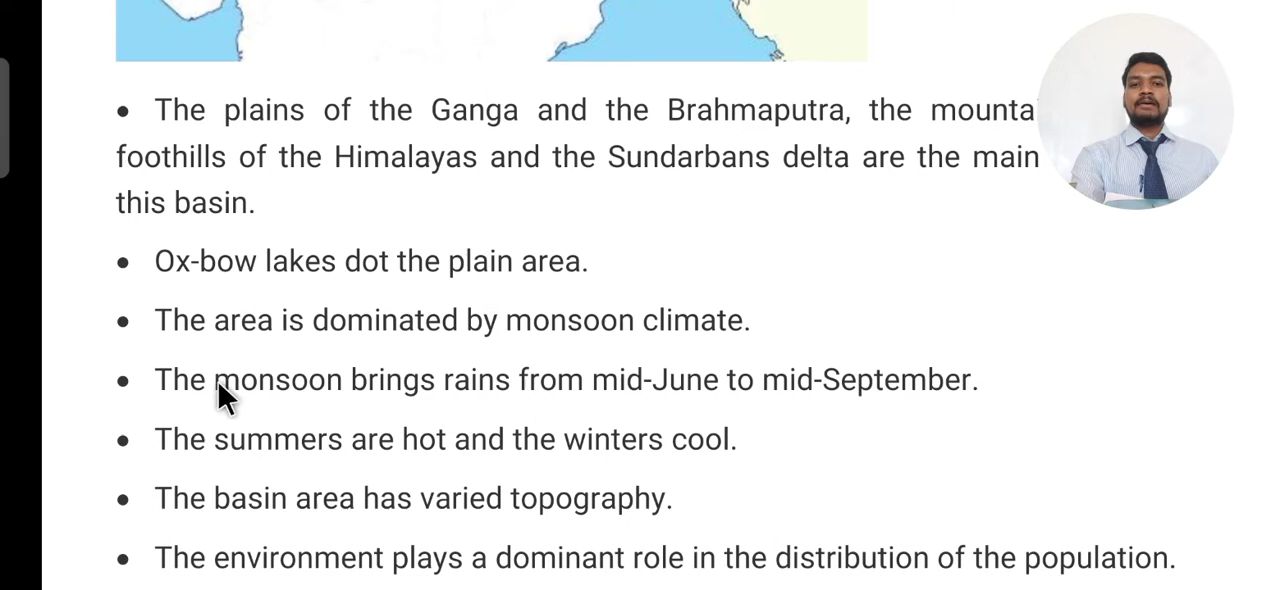 • The plains of the Ganga and the Brahmaputra, the
foothills of the Himalayas and the Sundarbans delta are the main
this basin.
• Ox-bow lakes dot the plain area.
• The area is dominated by monsoon climate.
• The monsoon brings rains from mid-June to mid-September.
• The summers are hot and the winters cool.
• The basin area has varied topography.
• The environment plays a dominant role in the distribution of the population.